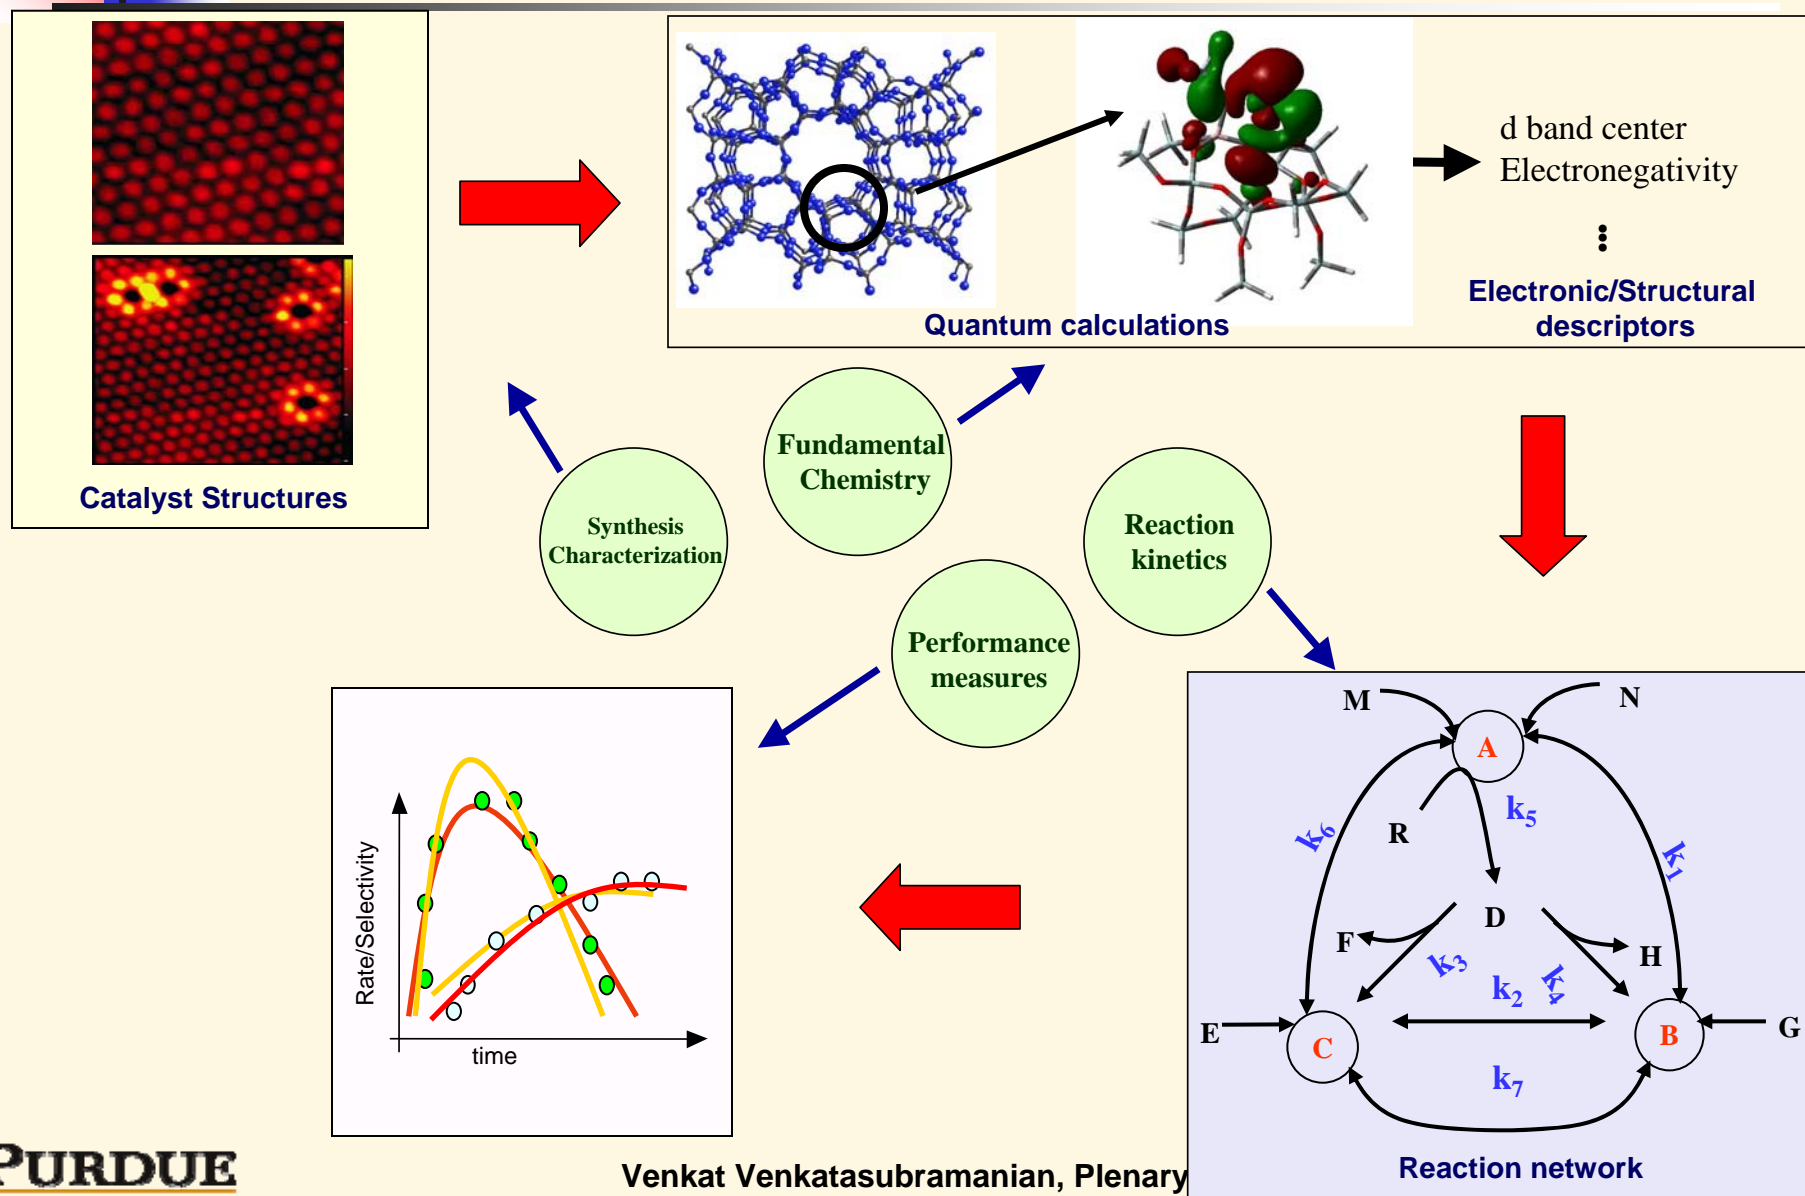 Catalyst Structures
d band center
Electronegativity
Quantum calculations
Electronic/Structural
descriptors
Fundamental
Chemistry
Synthesis
Characterization
Reaction
kinetics
Performance
measures
Rate/Selectivity
time
M
N
A
R
k5
k6
k1
D
F
H
k3
k2
k4
E
C
B
G
k7
Reaction network
PURDUE
Venkat Venkatasubramanian, Plenary